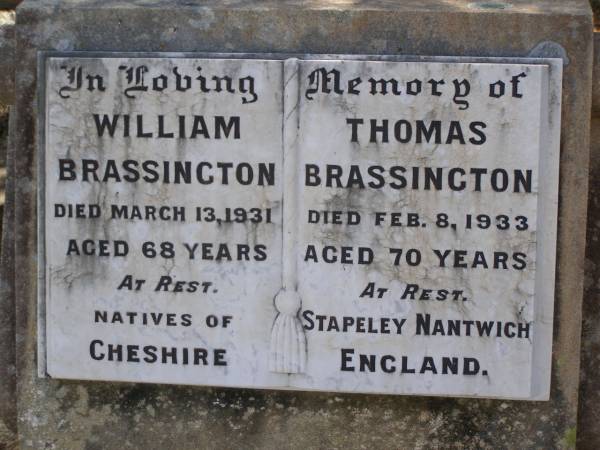 In Loving Memory of
WILLIAM
BRASSINGTON
DIED MARCH 13, 1931
AGED 68 YEARS
AT REST.
THOMAS
BRASSINGTON
DIED FEB. 8, 1933
AGED 70 YEARS
AT REST.
NATIVES OF STAPELEY NANTWICH
CHESHIRE ENGLAND.